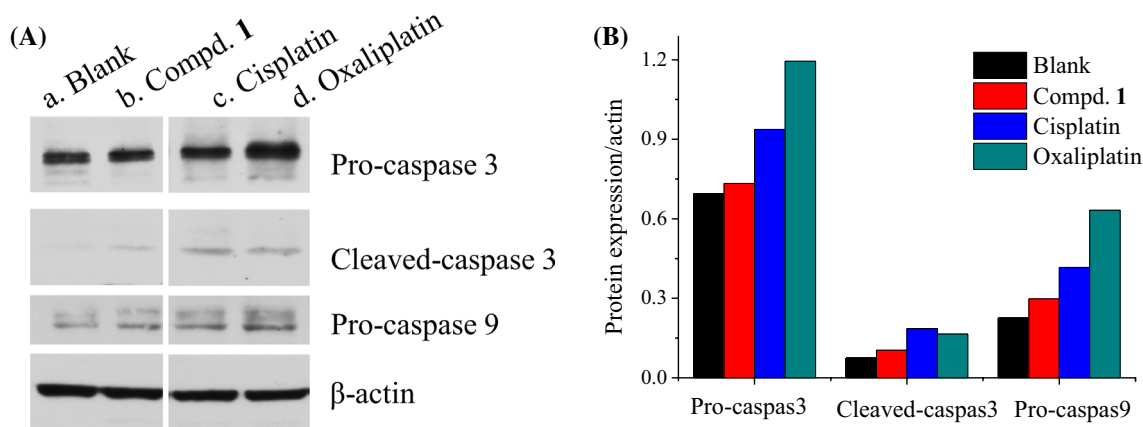 (A)
a. Blank
b. Compd. 1
c. Cisplatin
d. Oxaliplatin
Pro-caspase 3
Cleaved-caspase 3
Pro-caspase 9
β-actin
(B)
Protein expression/actin
1.2
0.9
0.6
0.3
0.0
Blank
Compd. 1
Cisplatin
Oxaliplatin
Pro-caspas3
Cleaved-caspas3
Pro-caspas9